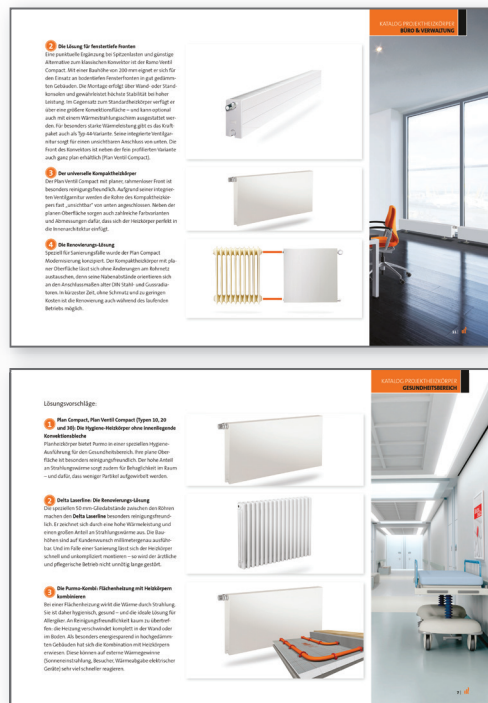 KATALOG PROJEKTHEIZKÖRPER
BÜRO & VERWALTUNG
2 Die Lösung für fenstertiefe Fronten
Eine punktuelle Ergänzung bei Spitzenlasten und günstige
Alternative zum klassischen Konvektor ist der Ramo Ventil
Compact. Mit einer Bauhöhe von 200 mm eignet er sich für
den Einsatz an bodentiefen Fensterfronten in gut gedämm-
ten Gebäuden. Die Montage erfolgt über Wand- oder Stand-
konsolen und gewährleistet höchste Stabilität bei hoher
Leistung. Im Gegensatz zum Standardheizkörper verfügt er
über eine größere Konvektionsfläche – und kann optional
auch mit einem Wärmestrahlungsschirm ausgestattet wer-
den. Für besonders starke Wärmeleistung gibt es das Kraft-
paket auch als Typ 44-Variante. Seine integrierte Ventilgar-
nitur sorgt für einen unsichtbaren Anschluss von unten. Die
Front des Konvektors ist neben der fein profilierten Variante
auch ganz plan erhältlich (Plan Ventil Compact).
3 Der universelle Kompaktheizkörper
Der Plan Ventil Compact mit planer, rahmenloser Front ist
besonders reinigungsfreundlich. Aufgrund seiner integrier-
ten Ventilgarnitur werden die Rohre des Kompaktheizkör-
pers fast „unsichtbar“ von unten angeschlossen. Neben der
planen Oberfläche sorgen auch zahlreiche Farbvarianten
und Abmessungen dafür, dass sich der Heizkörper perfekt in
die Innenarchitektur einfügt.
4 Die Renovierungs-Lösung
Speziell für Sanierungsfälle wurde der Plan Compact
Modernisierung konzipiert. Der Kompaktheizkörper mit pla-
ner Oberfläche lässt sich ohne Änderungen am Rohrnetz
austauschen, denn seine Nabenabstände orientieren sich
an den Anschlussmaßen alter DIN Stahl- und Gussradia-
toren. In kürzester Zeit, ohne Schmutz und zu geringen
Kosten ist die Renovierung auch während des laufenden
Betriebs möglich.
KATALOG PROJEKTHEIZKÖRPER
GESUNDHEITSBEREICH
Lösungsvorschläge:
1 Plan Compact, Plan Ventil Compact (Typen 10, 20
und 30): Die Hygiene-Heizkörper ohne innenliegende
Konvektionsbleche
Planheizkörper bietet Purmo in einer speziellen Hygiene-
Ausführung für den Gesundheitsbereich. Ihre plane Ober-
fläche ist besonders reinigungsfreundlich. Der hohe Anteil
an Strahlungswärme sorgt zudem für Behaglichkeit im Raum
– und dafür, dass weniger Partikel aufgewirbelt werden.
2 Delta Laserline: Die Renovierungs-Lösung
Die speziellen 50-mm-Gliedabstände zwischen den Röhren
machen den Delta Laserline besonders reinigungsfreund-
lich. Er zeichnet sich durch eine hohe Wärmeleistung und
einen großen Anteil an Strahlungswärme aus. Die Bau-
höhen sind auf Kundenwunsch millimetergenau ausführ-
bar. Und im Falle einer Sanierung lässt sich der Heizkörper
schnell und unkompliziert montieren – so wird der ärztliche
und pflegerische Betrieb nicht unnötig lange gestört.
3 Die Purmo-Kombi: Flächenheizung mit Heizkörpern
kombinieren
Bei einer Flächenheizung wirkt die Wärme durch Strahlung.
Sie ist daher hygienisch, gesund – und die ideale Lösung für
Allergiker. An Reinigungsfreundlichkeit kaum zu übertref-
fen: die Heizung verschwindet komplett in der Wand oder
im Boden. Als besonders energiesparend in hochgedämm-
ten Gebäuden hat sich die Kombination mit Heizkörpern
erwiesen. Diese können auf externe Wärmegewinne
(Sonneneinstrahlung, Besucher, Wärmeabgabe elektrischer
Geräte) sehr viel schneller reagieren.